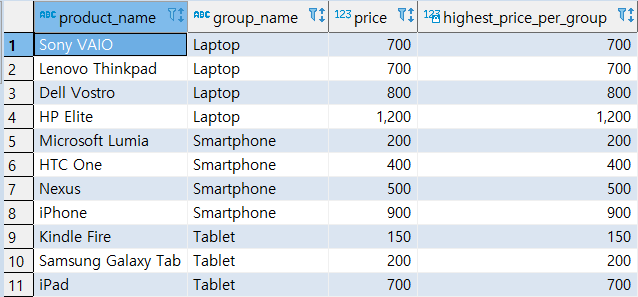 ABC product_name ABC group_name 123 price 123 highest_price_per_group
1 Sony VAIO Laptop 700 700
2 Lenovo Thinkpad Laptop 700 700
3 Dell Vostro Laptop 800 800
4 HP Elite Laptop 1,200 1,200
5 Microsoft Lumia Smartphone 200 200
6 HTC One Smartphone 400 400
7 Nexus Smartphone 500 500
8 iPhone Smartphone 900 900
9 Kindle Fire Tablet 150 150
10 Samsung Galaxy Tab Tablet 200 200
11 iPad Tablet 700 700